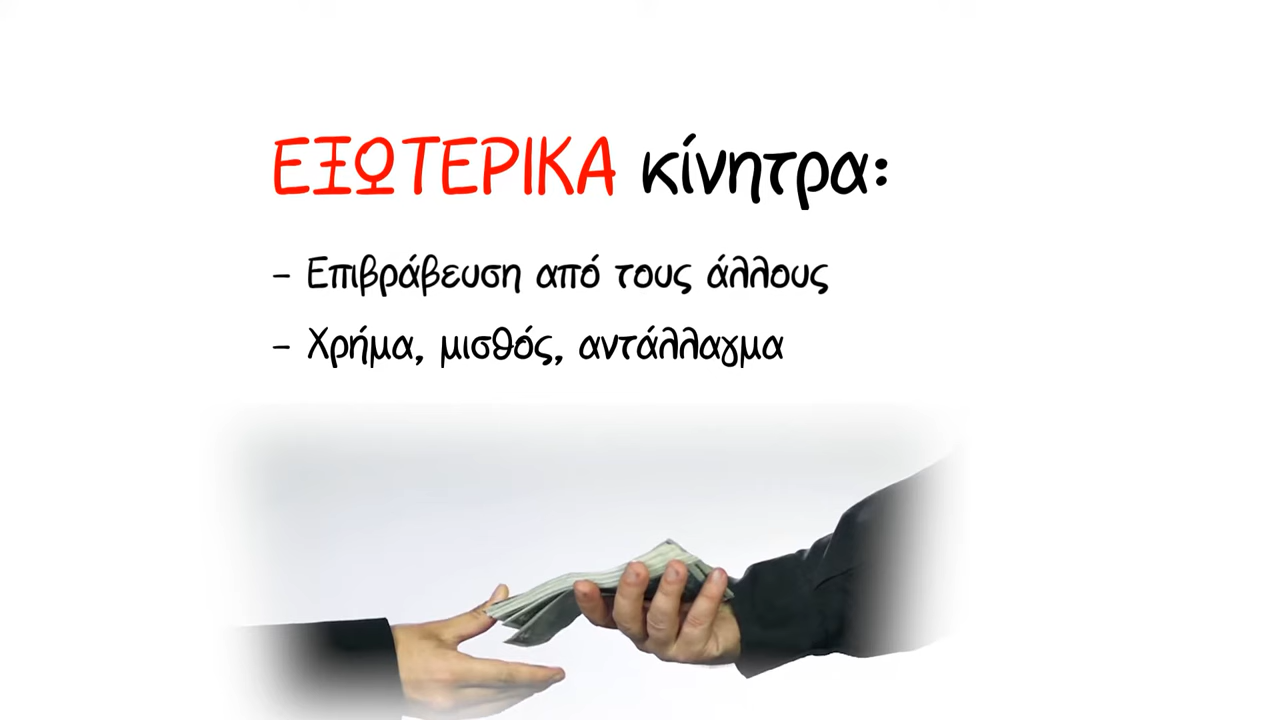 ΕΞΩΤΕΡΙΚΑ κίνητρα:
- Επιβράβευση από τους άλλους
- Χρήμα, μισθός, αντάλλαγμα